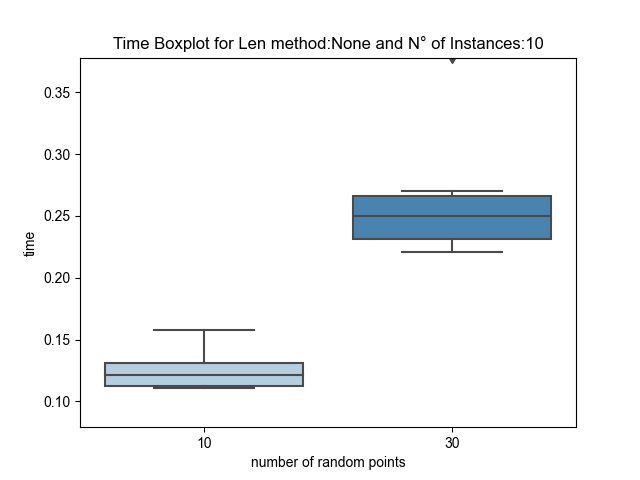 Time Boxplot for Len method:None and N° of Instances:10
0.35
0.30
0.25
0.20
0.15
0.10
time
10 30
number of random points